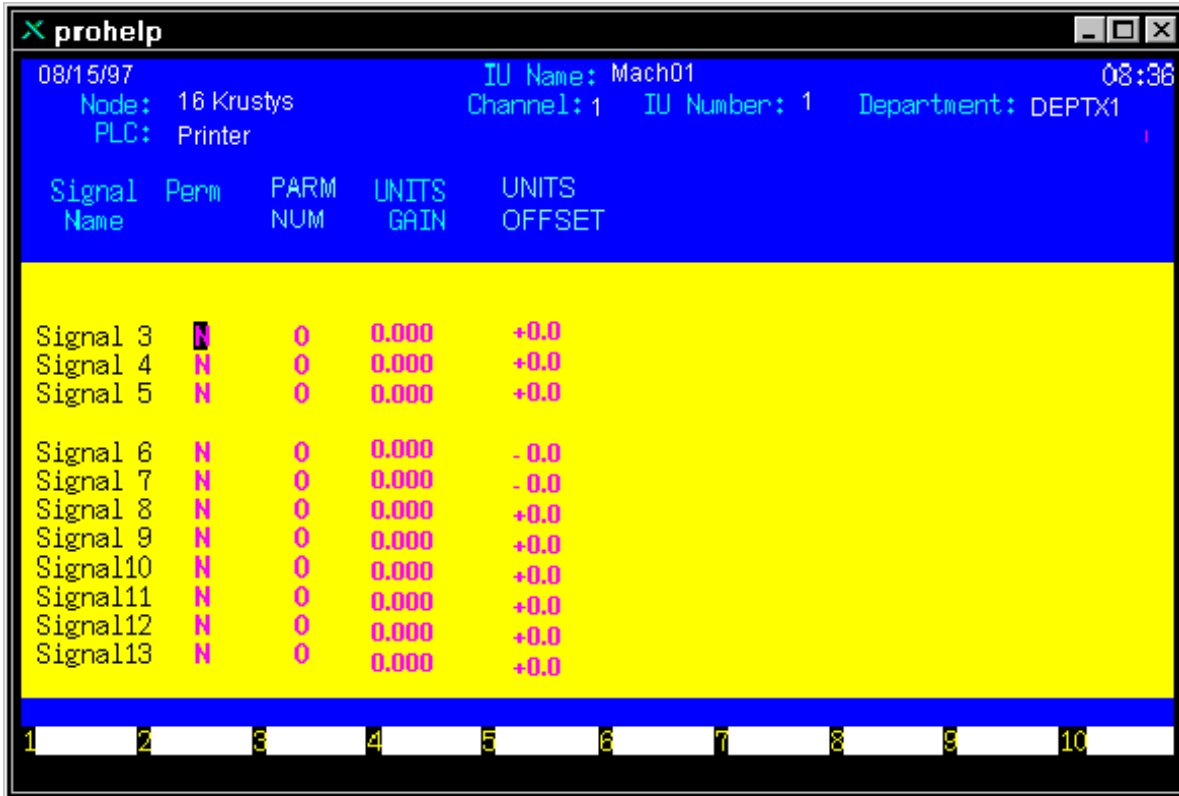 prohelp
08/15/97 IU Name: Mach01 08:36
Node: 16 Krustys Channel: 1 IU Number: 1 Department: DEPTX1
PLC: Printer
Signal Perm PARM UNITS UNITS
Name NUM GAIN OFFSET
Signal 3 N 0 0.000 +0.0
Signal 4 N 0 0.000 +0.0
Signal 5 N 0 0.000 +0.0
Signal 6 N 0 0.000 - 0.0
Signal 7 N 0 0.000 - 0.0
Signal 8 N 0 0.000 +0.0
Signal 9 N 0 0.000 +0.0
Signal10 N 0 0.000 +0.0
Signal11 N 0 0.000 +0.0
Signal12 N 0 0.000 +0.0
Signal13 N 0 0.000 +0.0
1 2 3 4 5 6 7 8 9 10